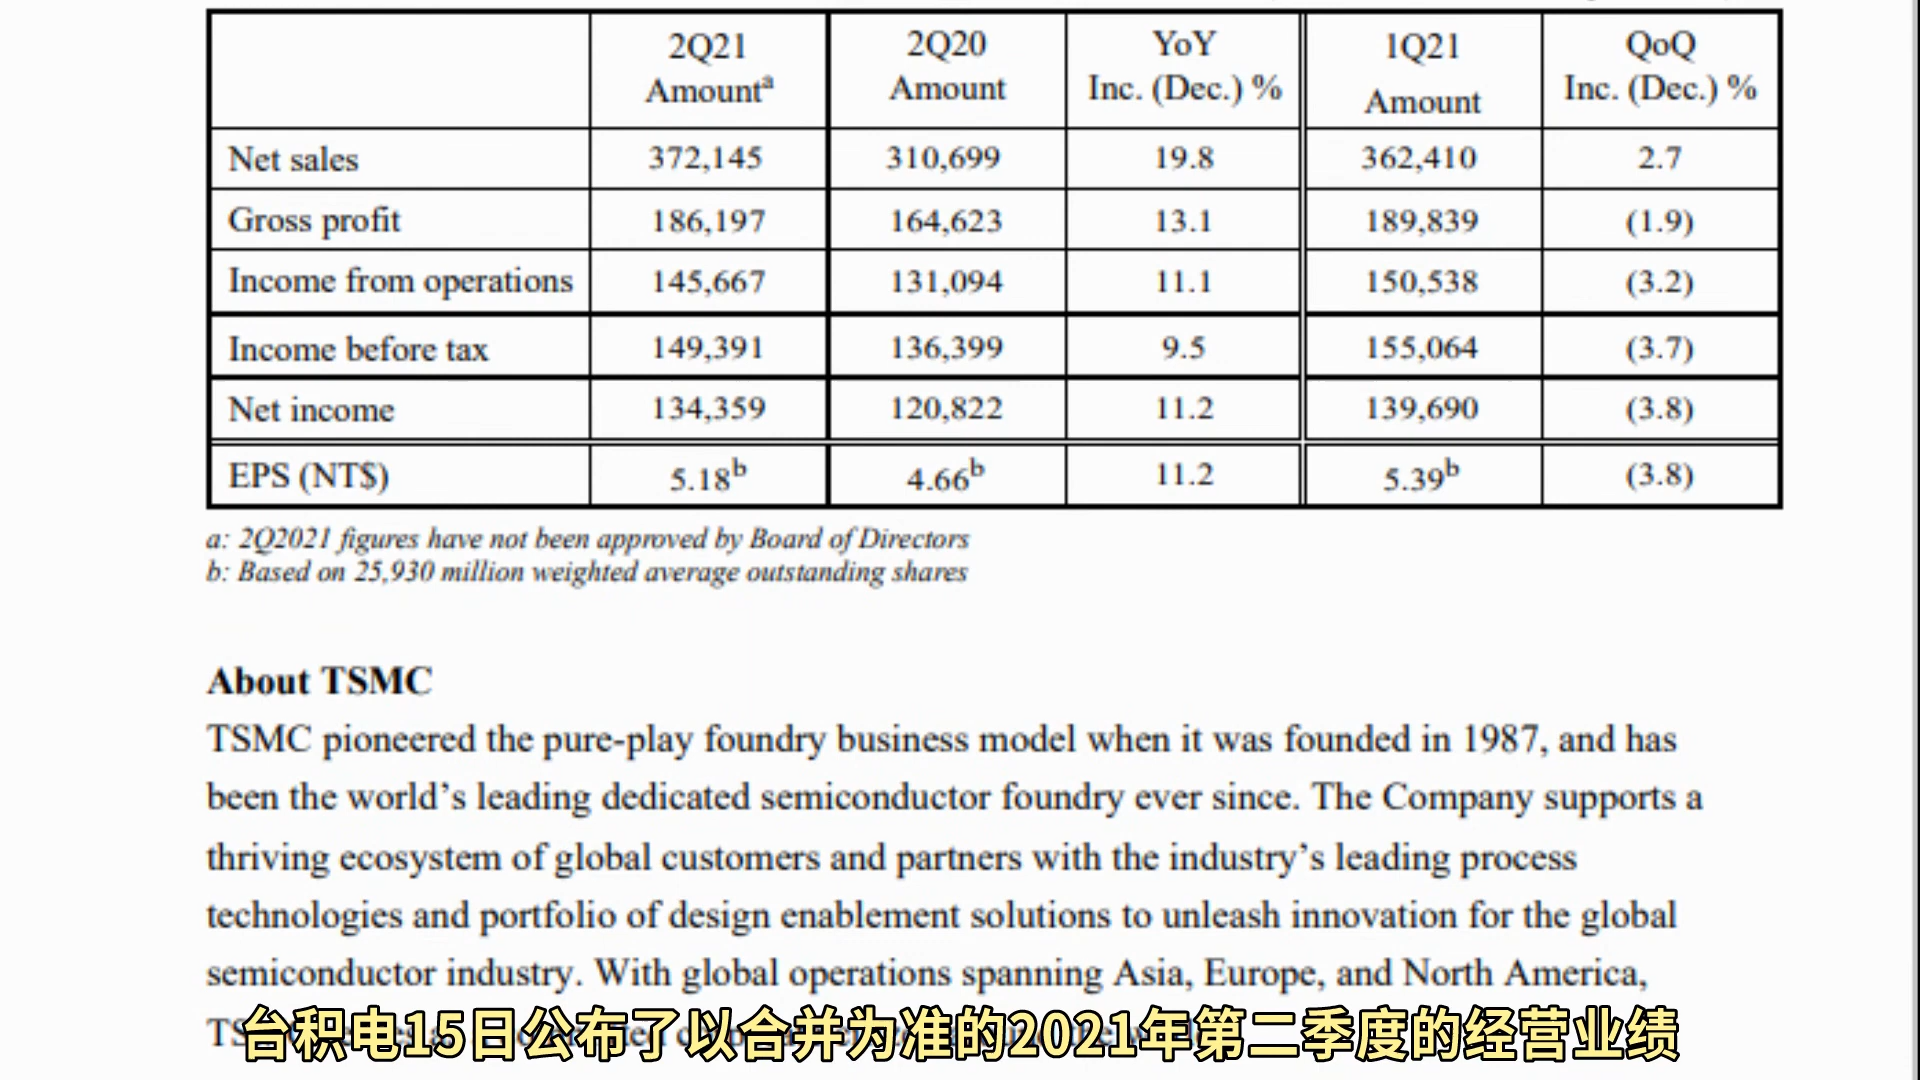 2Q21 Amountᵃ 2Q20 Amount YoY Inc. (Dec.) % 1Q21 Amount QoQ Inc. (Dec.) %
Net sales 372,145 310,699 19.8 362,410 2.7
Gross profit 186,197 164,623 13.1 189,839 (1.9)
Income from operations 145,667 131,094 11.1 150,538 (3.2)
Income before tax 149,391 136,399 9.5 155,064 (3.7)
Net income 134,359 120,822 11.2 139,690 (3.8)
EPS (NT$) 5.18ᵇ 4.66ᵇ 11.2 5.39ᵇ (3.8)
a: 2Q2021 figures have not been approved by Board of Directors
b: Based on 25,930 million weighted average outstanding shares
About TSMC
TSMC pioneered the pure-play foundry business model when it was founded in 1987, and has
been the world’s leading dedicated semiconductor foundry ever since. The Company supports a
thriving ecosystem of global customers and partners with the industry’s leading process
technologies and portfolio of design enablement solutions to unleash innovation for the global
semiconductor industry. With global operations spanning Asia, Europe, and North America,
台积电15日公布了以合并为准的2021年第二季度的经营业绩